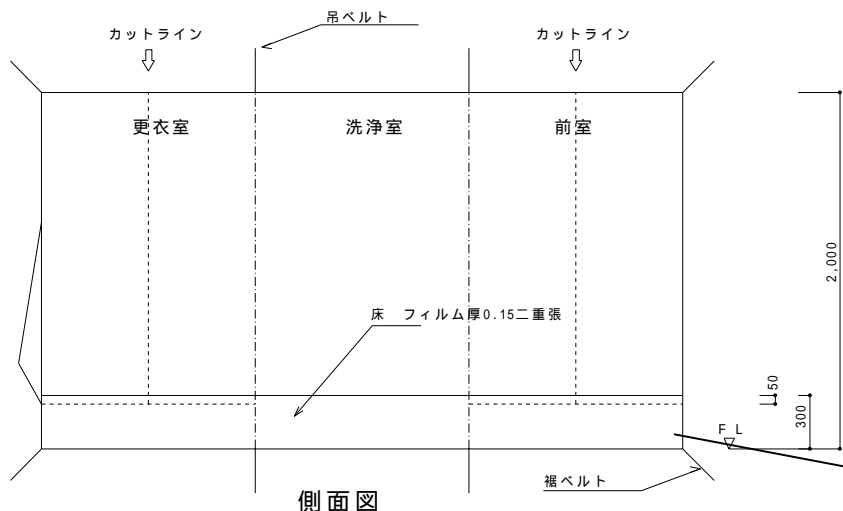 吊ベルト
カットライン
カットライン
更衣室
洗浄室
前室
2,000
床 フィルム厚0.15二重張
50
300
FL
裾ベルト
側面図